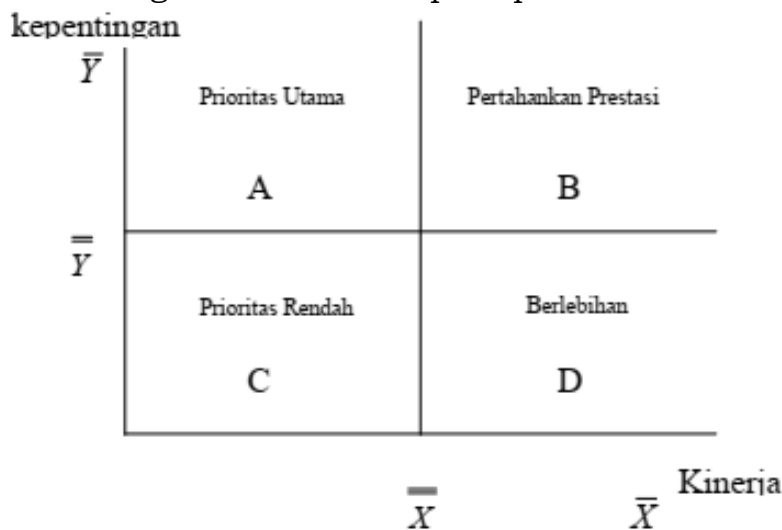 kepentingan
Y̅
Prioritas Utama
Pertahankan Prestasi
A
B
Y̿
Prioritas Rendah
Berlebihan
C
D
Kinerja
X̿
X̅